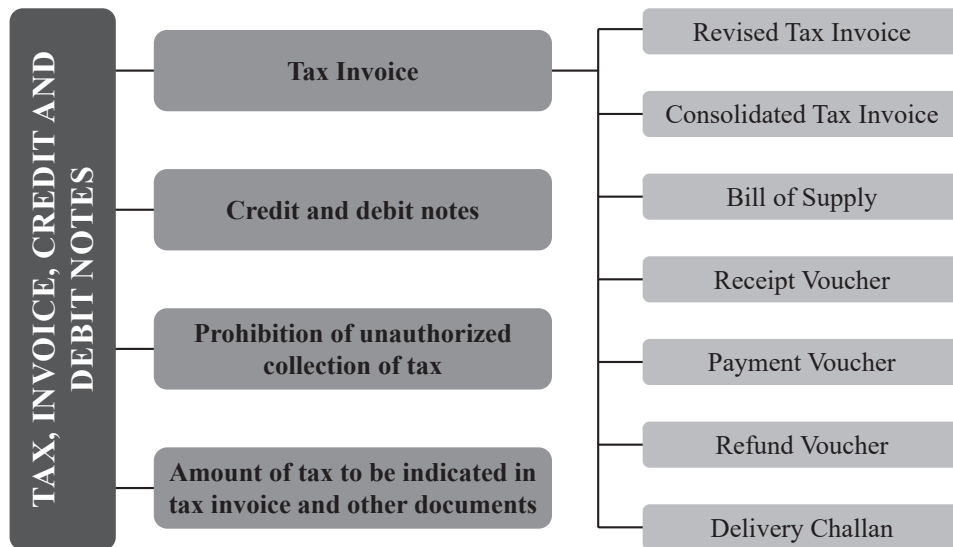 TAX, INVOICE, CREDIT AND
DEBIT NOTES
Tax Invoice
Credit and debit notes
Prohibition of unauthorized
collection of tax
Amount of tax to be indicated in
tax invoice and other documents
Revised Tax Invoice
Consolidated Tax Invoice
Bill of Supply
Receipt Voucher
Payment Voucher
Refund Voucher
Delivery Challan